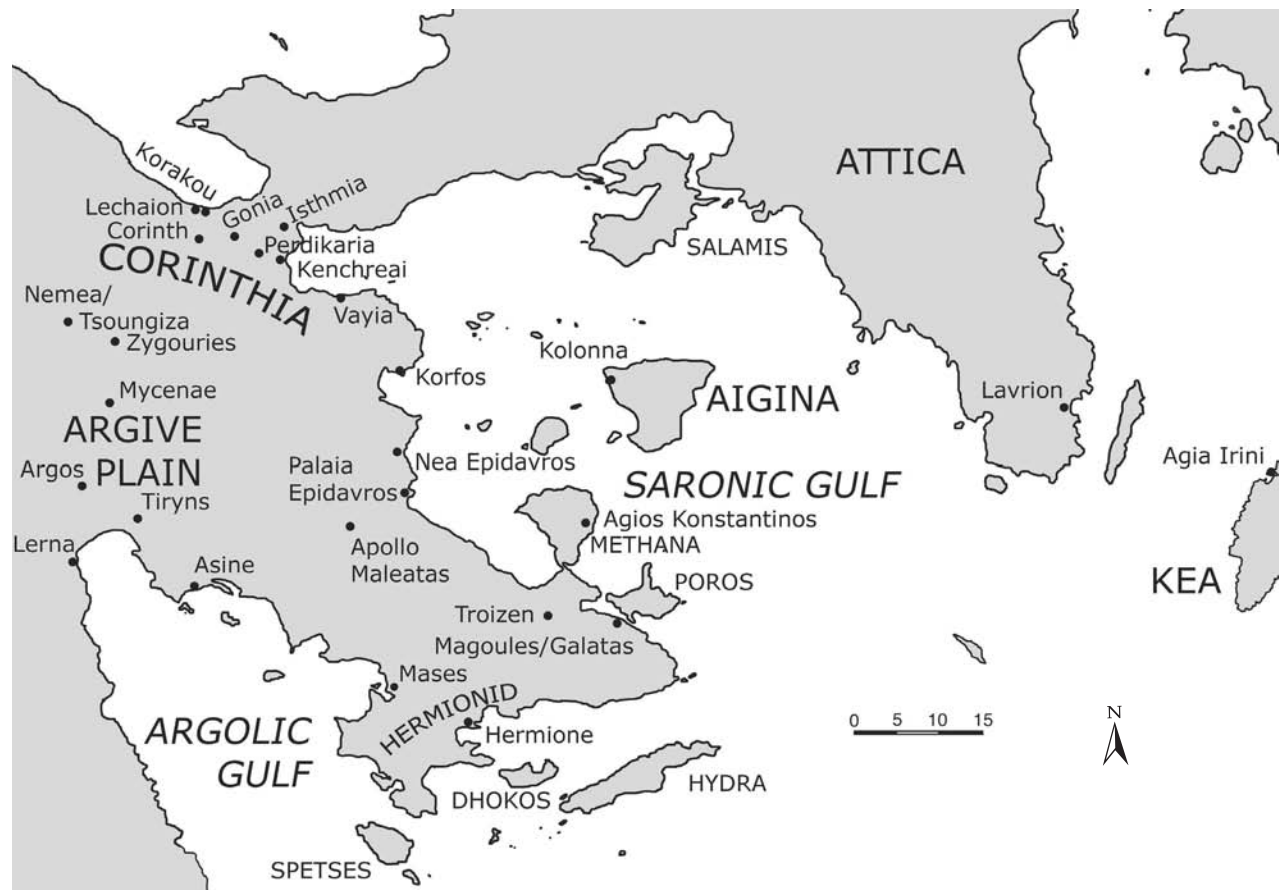 ATTICA
Korakou
Lechaion
Corinth
Gonia
Isthmia
Perdikaria
Kenchreai
CORINTHIA
SALAMIS
Nemea/
Tsoungiza
Zygouries
Vayia
Kolonna
Korfos
AIGINA
Lavrion
Mycenae
ARGIVE
PLAIN
Argos
Tiryns
Palaia
Epidavros
Nea Epidavros
SARONIC GULF
Agia Irini
Agios Konstantinos
METHANA
Lerna
Asine
Apollo
Maleatas
POROS
KEA
Troizen
Magoules/Galatas
Mases
HERMIONID
Hermione
ARGOLIC
GULF
DHOKOS
HYDRA
SPETSES
0 5 10 15
N